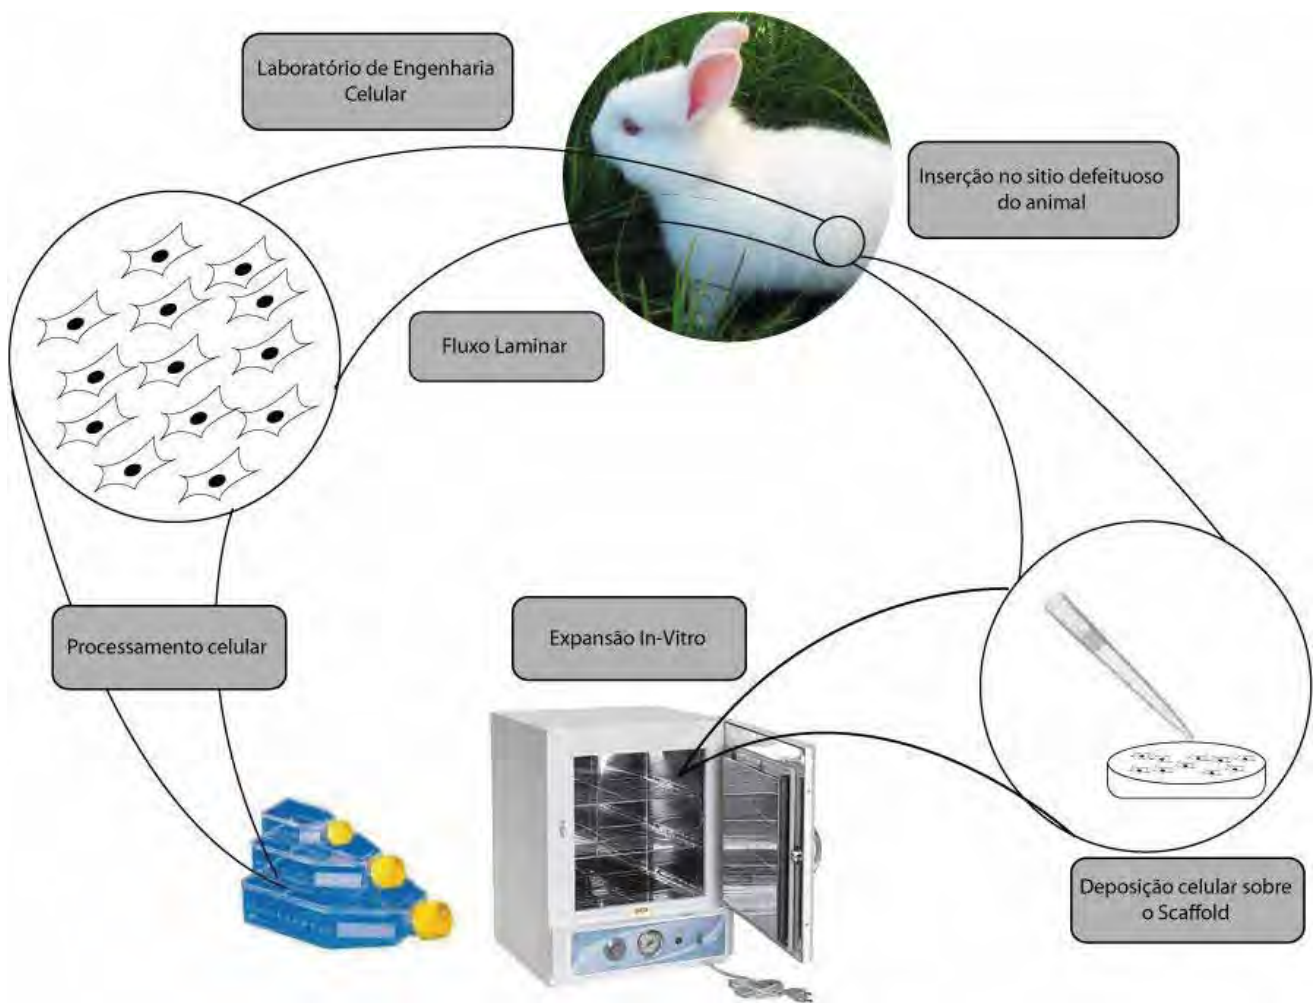 Laboratório de Engenharia
Celular
Inserção no sitio defeituoso
do animal
Fluxo Laminar
Processamento celular
Expansão In-Vitro
Deposição celular sobre
o Scaffold